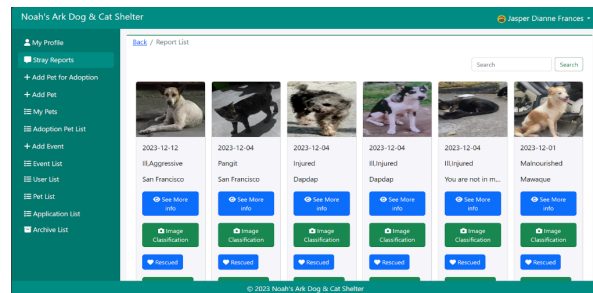 Noah's Ark Dog & Cat Shelter
Jasper Dianne Frances
My Profile
Stray Reports
+ Add Pet for Adoption
+ Add Pet
My Pets
Adoption Pet List
+ Add Event
Event List
User List
Pet List
Application List
Archive List
Back / Report List
Search
Search
2023-12-12
Ill,Aggressive
San Francisco
See More
info
Image
Classification
Rescued
2023-12-04
Pangit
San Francisco
See More
info
Image
Classification
Rescued
2023-12-04
Injured
Dapdap
See More
info
Image
Classification
Rescued
2023-12-04
Ill,Injured
Dapdap
See More
info
Image
Classification
Rescued
2023-12-04
Ill,Injured
You are not in m...
See More
info
Image
Classification
Rescued
2023-12-01
Malnourished
Mawaque
See More
info
Image
Classification
Rescued
© 2023 Noah's Ark Dog & Cat Shelter